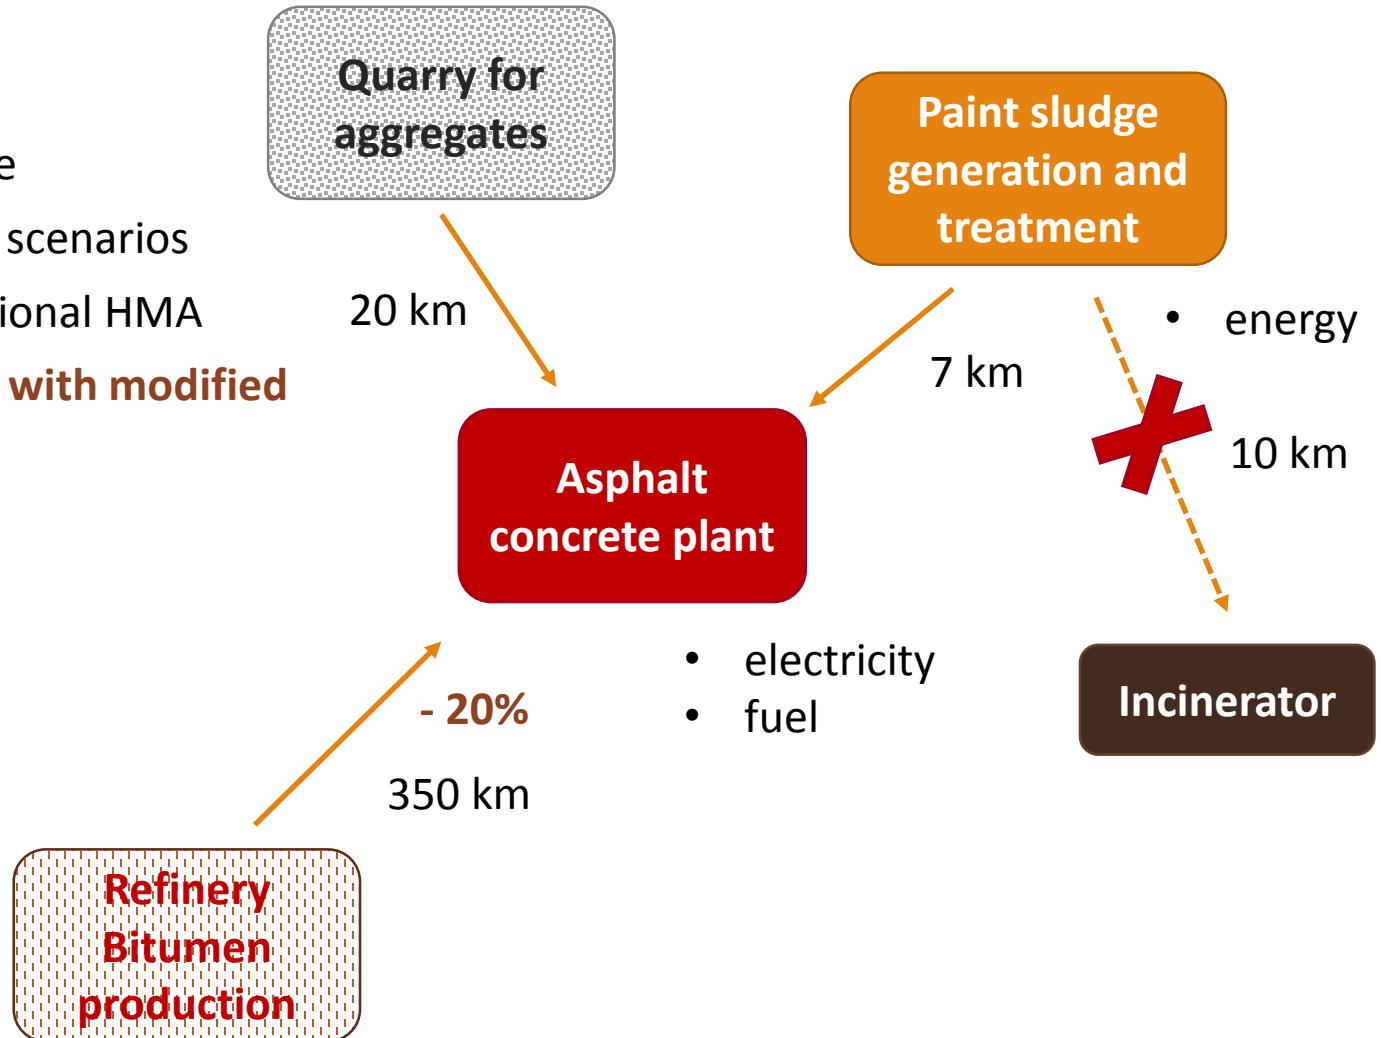 Quarry for
aggregates
Paint sludge
generation and
treatment
e
scenarios
ional HMA
with modified
20 km
7 km
• energy
10 km
Asphalt
concrete plant
• electricity
• fuel
Incinerator
- 20%
350 km
Refinery
Bitumen
production